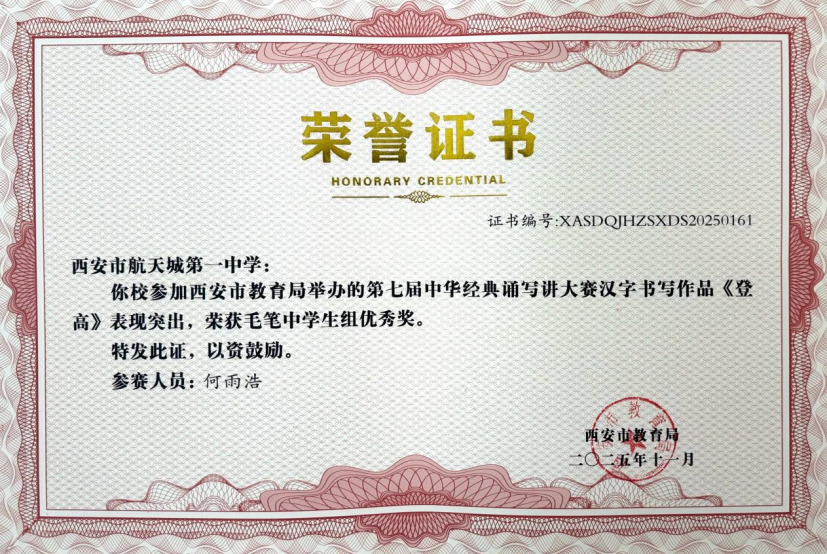 荣誉证书
HONORARY CREDENTIAL
证书编号:XASDQJHZSXDS20250161
西安市航天城第一中学：
你校参加西安市教育局举办的第七届中华经典诵写讲大赛汉字书写作品《登
高》表现突出，荣获毛笔中学生组优秀奖。
特发此证，以资鼓励。
参赛人员：何雨浩
西安市教育局
二〇二五年十一月